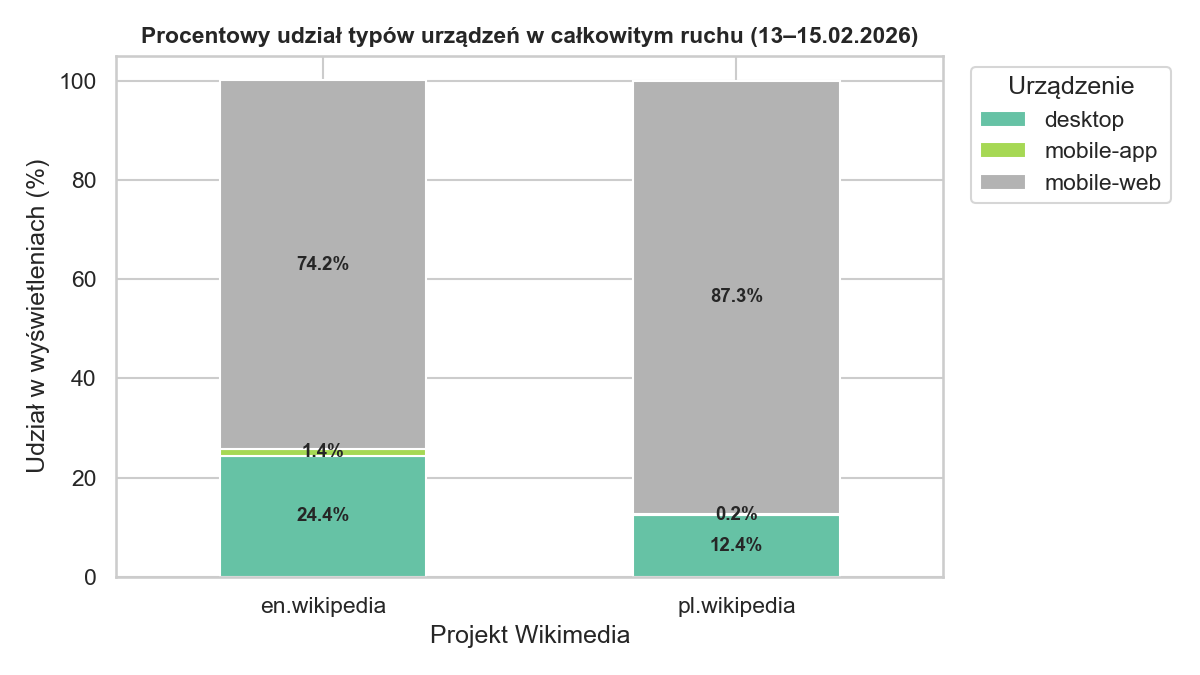 Procentowy udział typów urządzeń w całkowitym ruchu (13–15.02.2026)
Udział w wyświetleniach (%)
100
80
60
40
20
0
74.2%
1.4%
24.4%
87.3%
0.2%
12.4%
en.wikipedia
pl.wikipedia
Projekt Wikimedia
Urządzenie
desktop
mobile-app
mobile-web